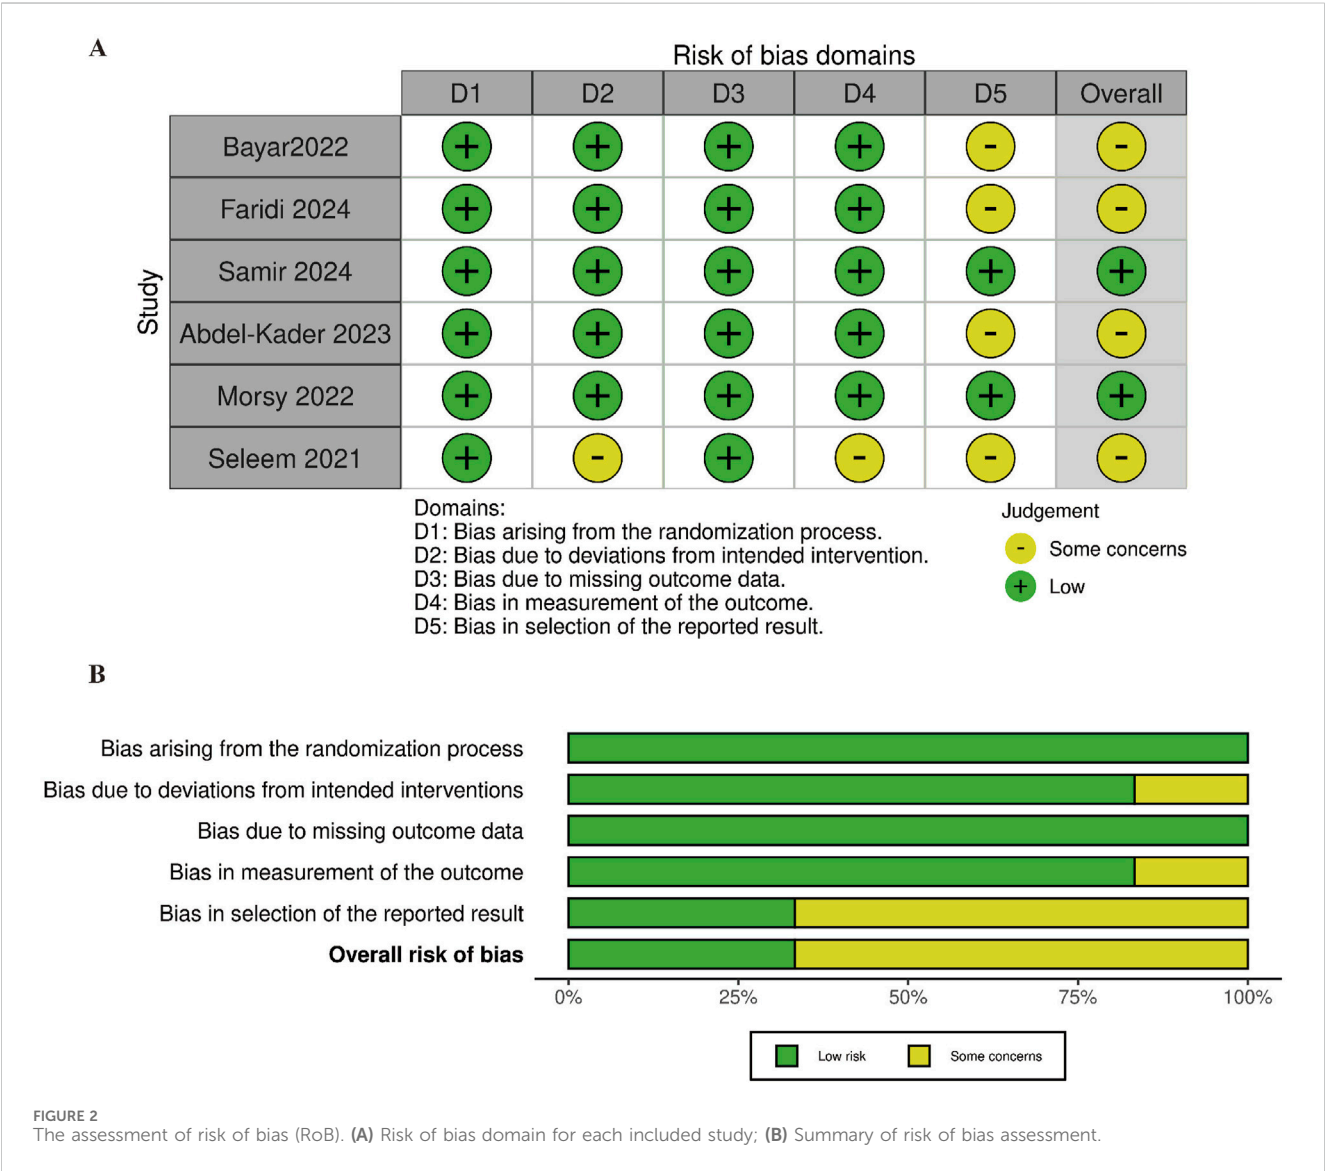 A
Risk of bias domains
D1 D2 D3 D4 D5 Overall
Study
Bayar2022 + + + + - -
Faridi 2024 + + + + - -
Samir 2024 + + + + + +
Abdel-Kader 2023 + + + + - -
Morsy 2022 + + + + + +
Seleem 2021 + - + - - -
Domains:
D1: Bias arising from the randomization process.
D2: Bias due to deviations from intended intervention.
D3: Bias due to missing outcome data.
D4: Bias in measurement of the outcome.
D5: Bias in selection of the reported result.
Judgement
- Some concerns
+ Low
B
Bias arising from the randomization process
Bias due to deviations from intended interventions
Bias due to missing outcome data
Bias in measurement of the outcome
Bias in selection of the reported result
Overall risk of bias
0% 25% 50% 75% 100%
Low risk Some concerns
FIGURE 2
The assessment of risk of bias (RoB). (A) Risk of bias domain for each included study; (B) Summary of risk of bias assessment.